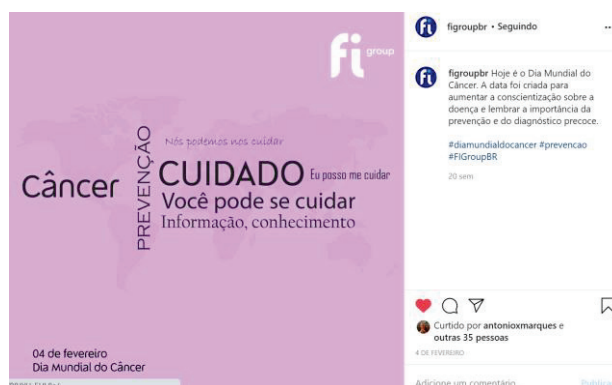 fi group
Nós podemos nos cuidar
Câncer
PREVENÇÃO
CUIDADO
Eu posso me cuidar
Você pode se cuidar
Informação, conhecimento
04 de fevereiro
Dia Mundial do Câncer
fi
figroupbr • Seguindo
...
fi
figroupbr Hoje é o Dia Mundial do
Câncer. A data foi criada para
aumentar a conscientização sobre a
doença e lembrar a importância da
prevenção e do diagnóstico precoce.
#diamundialdocancer #prevencao
#FIGroupBR
20 sem
Curtido por antonioxmarques e
outras 35 pessoas
4 DE FEVEREIRO
Adicione um comentário